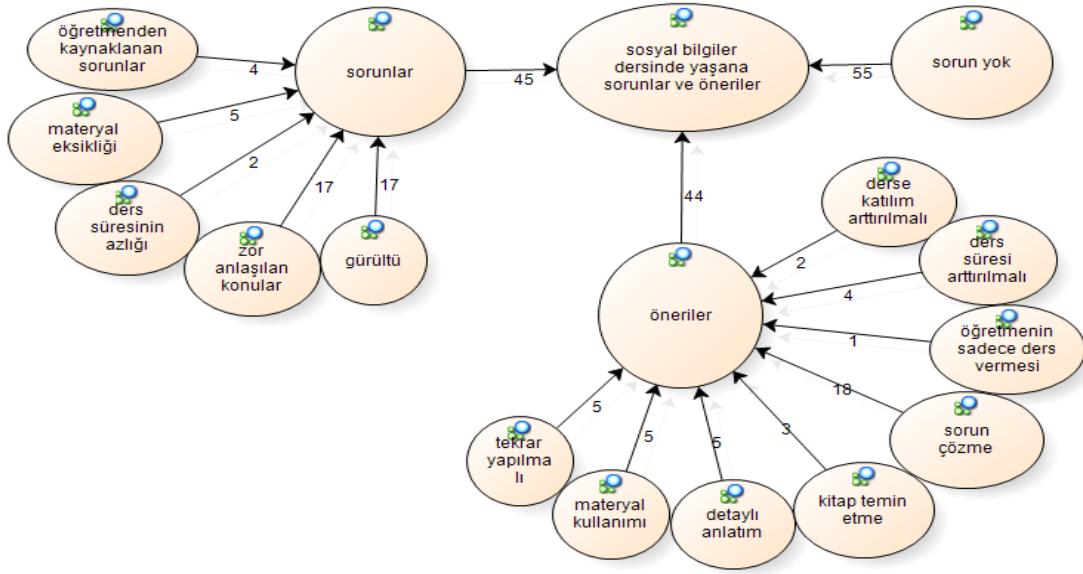 öğretmenden
kaynaklanan
sorunlar
4
sorunlar
45
sosyal bilgiler
dersinde yaşana
sorunlar ve öneriler
55
sorun yok
materyal
eksikliği
5
ders
süresinin
azlığı
2
zor
anlaşılan
konular
17
gürültü
17
44
derse
katılım
arttırılmalı
2
ders
süresi
arttırılmalı
4
öneriler
öğretmenin
sadece ders
vermesi
1
sorun
çözme
18
tekrar
yapılma
lı
5
materyal
kullanımı
5
detaylı
anlatım
5
kitap temin
etme
3